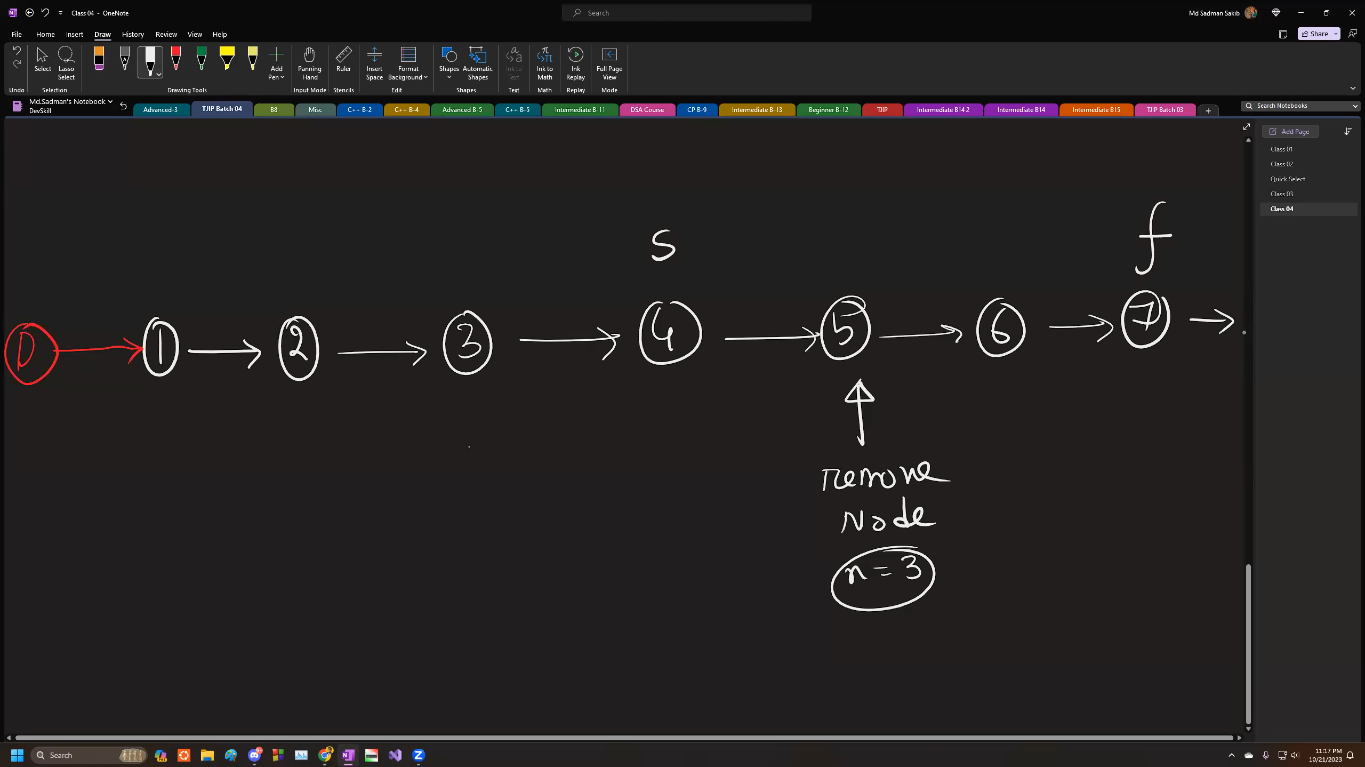 Class 04 - OneNote
Search
Md Sadman Sakib
File Home Insert Draw History Review View Help
Share
Undo
Select
Lasso Select
Add Pen
Panning Hand
Ruler
Insert Space
Format Background
Shapes
Automatic Shapes
Ink to Text
Ink to Math
Ink Replay
Full Page View
Undo Selection Drawing Tools Input Mode Stencils Edit Shapes Text Math Replay Mode
Md.Sadman's Notebook
DevSkill
Advanced-3 TJIP Batch 04 B8 Misc C++ B-2 C++ B-4 Advanced B-5 C++ B-5 Intermediate B-11 DSA Course CP B-9 Intermediate B-13 Beginner B-12 TJIP Intermediate B14.2 Intermediate B14 Intermediate B15 TJIP Batch 03
Search Notebooks
Add Page
Class 01
Class 02
Quick Select
Class 03
Class 04
S f
D 1 2 3 4 5 6 7
Remove
Node
n = 3
Search
11:17 PM
10/21/2023